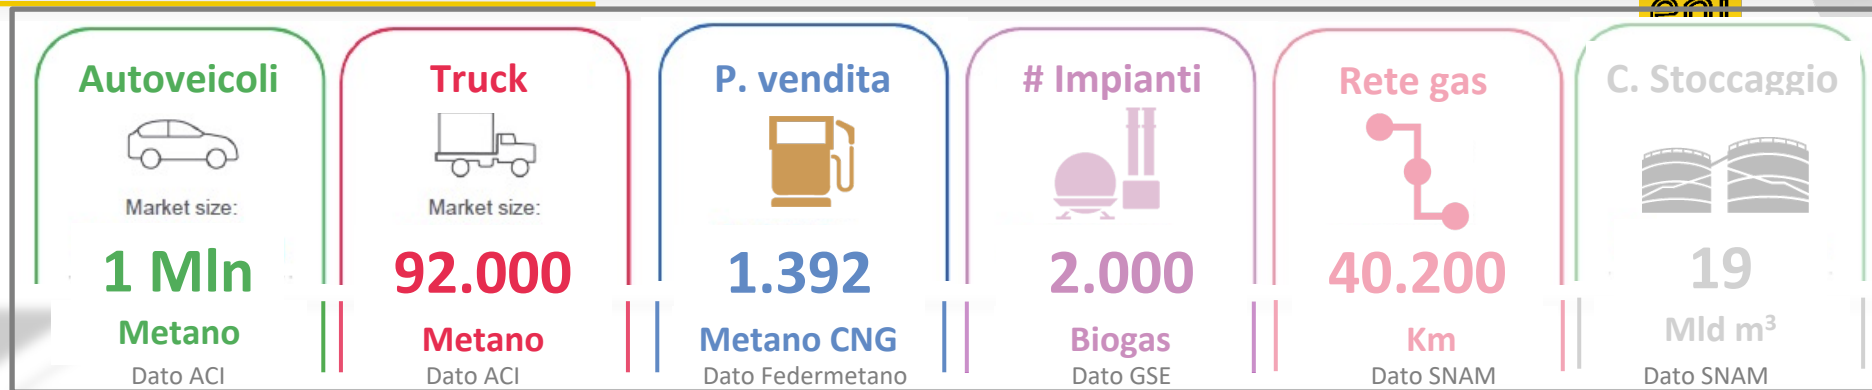 eni
Autoveicoli
Market size:
1 Mln
Metano
Dato ACI
Truck
Market size:
92.000
Metano
Dato ACI
P. vendita
1.392
Metano CNG
Dato Federmetano
# Impianti
2.000
Biogas
Dato GSE
Rete gas
40.200
Km
Dato SNAM
C. Stoccaggio
19
Mld m³
Dato SNAM